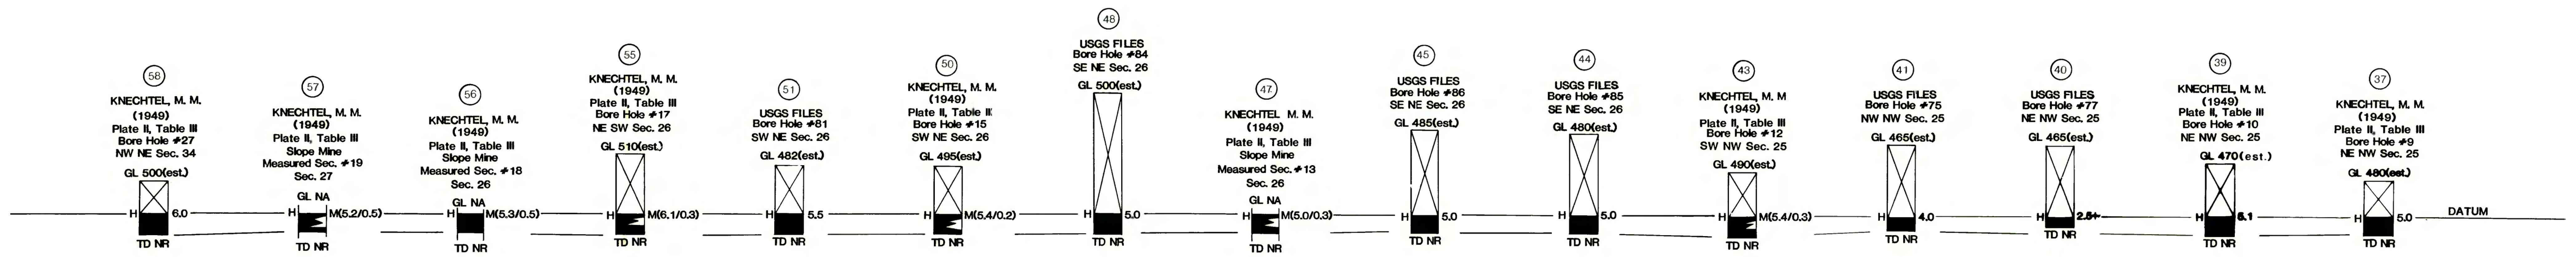 58
KNECHTEL, M. M.
(1949)
Plate II, Table III
Bore Hole #27
NW NE Sec. 34
GL 500(est.)
H 6.0
TD NR
57
KNECHTEL, M. M.
(1949)
Plate II, Table III
Slope Mine
Measured Sec. #19
Sec. 27
GL NA
H M(5.2/0.5)
TD NR
56
KNECHTEL, M. M.
(1949)
Plate II, Table III
Slope Mine
Measured Sec. #18
Sec. 26
GL NA
H M(5.3/0.5)
TD NR
55
KNECHTEL, M. M.
(1949)
Plate II, Table III
Bore Hole #17
NE SW Sec. 26
GL 510(est.)
H M(6.1/0.3)
TD NR
51
USGS FILES
Bore Hole #81
SW NE Sec. 26
GL 482(est.)
H 5.5
TD NR
50
KNECHTEL, M. M.
(1949)
Plate II, Table II
Bore Hole #15
SW NE Sec. 26
GL 495(est.)
H M(5.4/0.2)
TD NR
48
USGS FILES
Bore Hole #84
SE NE Sec. 26
GL 500(est.)
H 5.0
TD NR
47
KNECHTEL M. M.
(1949)
Plate II, Table III
Slope Mine
Measured Sec. #13
Sec. 26
GL NA
H M(5.0/0.3)
TD NR
45
USGS FILES
Bore Hole #86
SE NE Sec. 26
GL 485(est.)
H 5.0
TD NR
44
USGS FILES
Bore Hole #85
SE NE Sec. 26
GL 480(est.)
H 5.0
TD NR
43
KNECHTEL, M. M
(1949)
Plate II, Table III
Bore Hole #12
SW NW Sec. 25
GL 490(est.)
H M(5.4/0.3)
TD NR
41
USGS FILES
Bore Hole #75
NW NW Sec. 25
GL 465(est.)
H 4.0
TD NR
40
USGS FILES
Bore Hole #77
NE NW Sec. 25
GL 465(est.)
H 2.5+
TD NR
39
KNECHTEL, M. M.
(1949)
Plate II, Table III
Bore Hole #10
NE NW Sec. 25
GL 470(est.)
H 5.1
TD NR
37
KNECHTEL, M. M.
(1949)
Plate II, Table III
Bore Hole #9
NE NW Sec. 25
GL 480(est.)
H 5.0
TD NR
DATUM